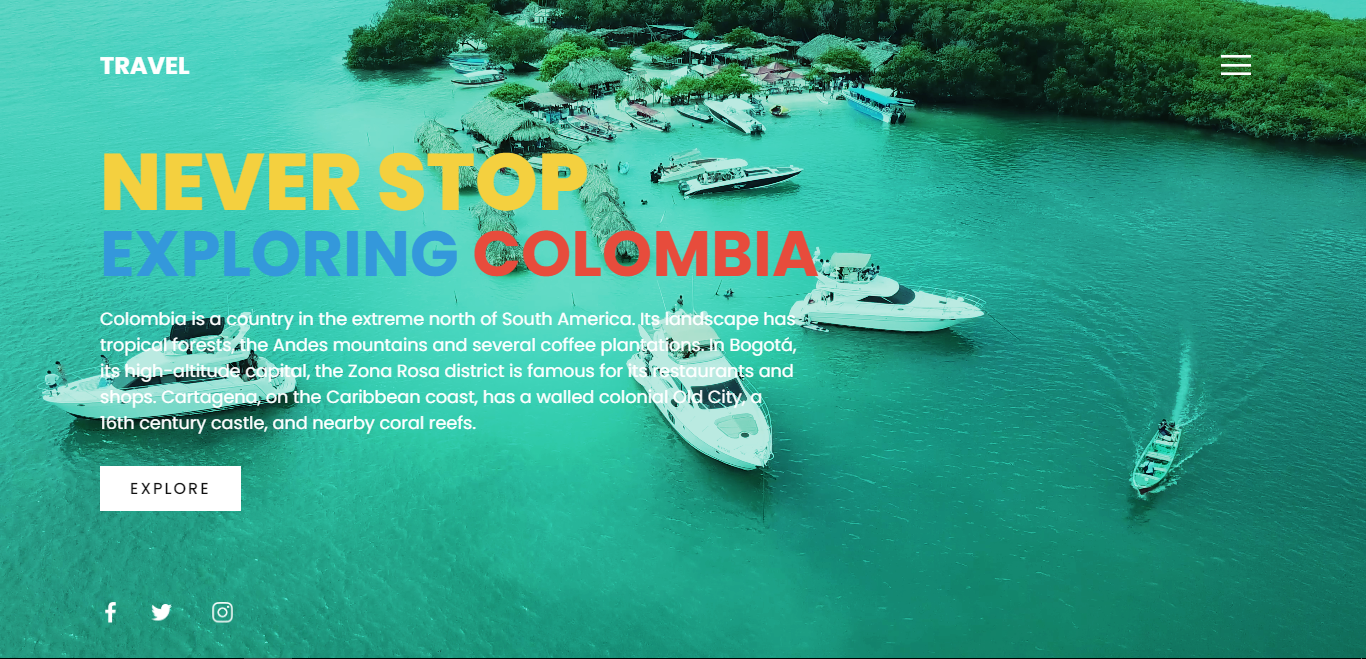 TRAVEL
NEVER STOP
EXPLORING COLOMBIA
Colombia is a country in the extreme north of South America. Its landscape has
tropical forests, the Andes mountains and several coffee plantations. In Bogotá,
its high-altitude capital, the Zona Rosa district is famous for its restaurants and
shops. Cartagena, on the Caribbean coast, has a walled colonial Old City, a
16th century castle, and nearby coral reefs.
EXPLORE